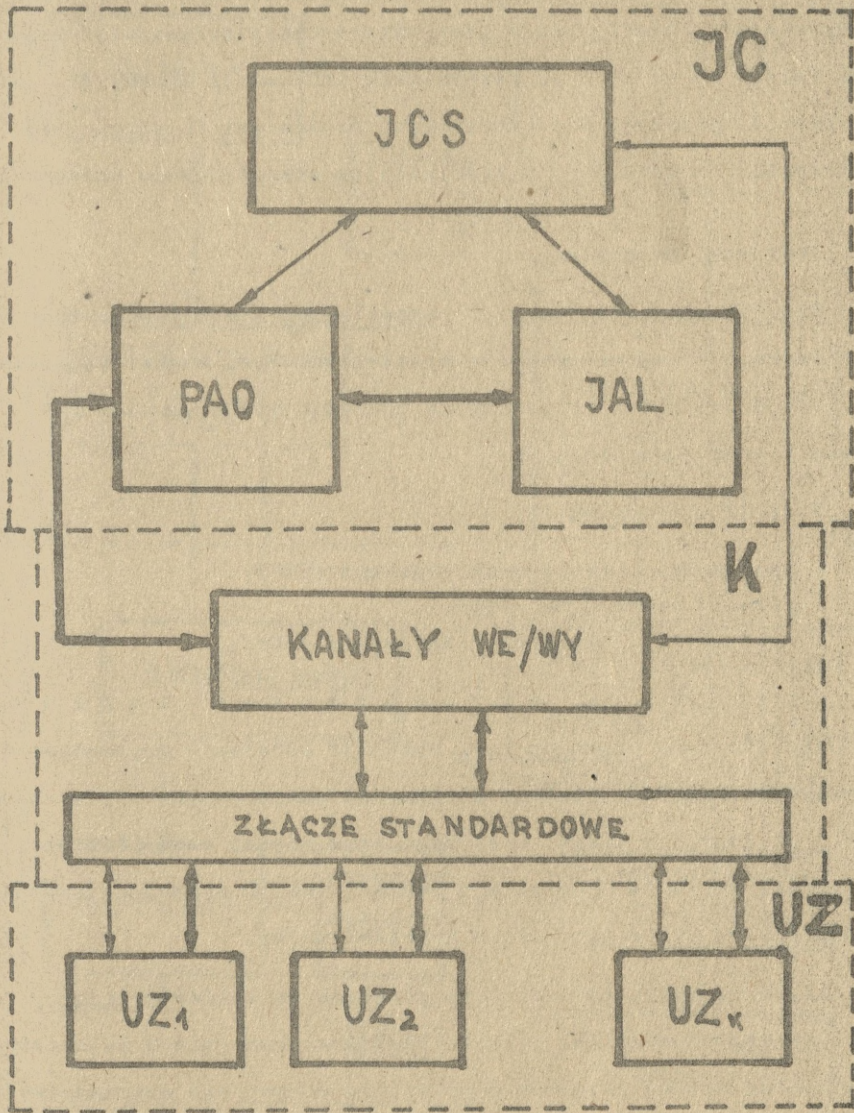 JC
JCS
PAO
JAL
K
KANAŁY WE/WY
ZŁĄCZE STANDARDOWE
UZ
UZ₁
UZ₂
UZₖ